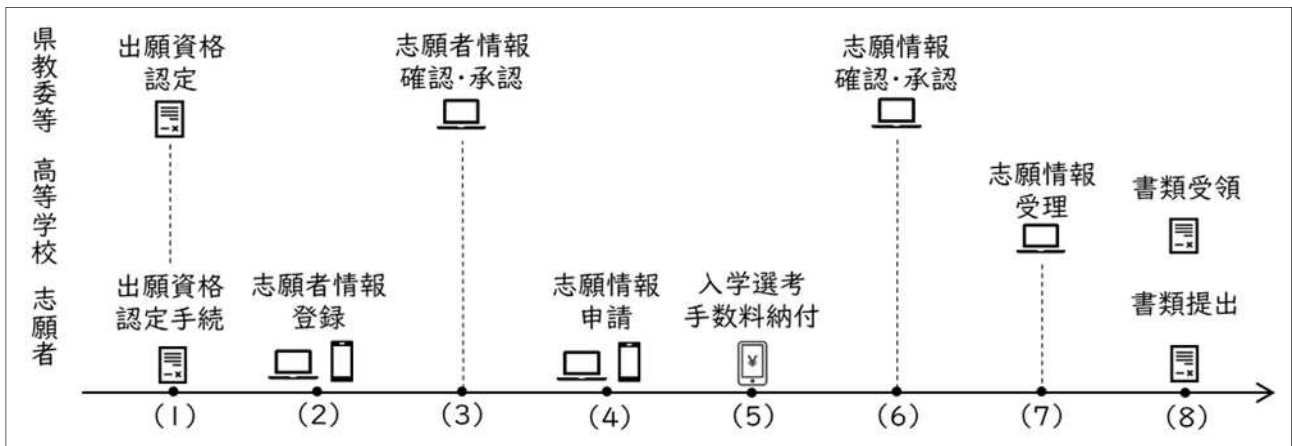 県教委等
出願資格
認定
志願者情報
確認・承認
志願情報
確認・承認
高等学校
志願情報
受理
書類受領
志願者
出願資格
認定手続
志願者情報
登録
志願情報
申請
入学選考
手数料納付
¥
書類提出
(1)
(2)
(3)
(4)
(5)
(6)
(7)
(8)